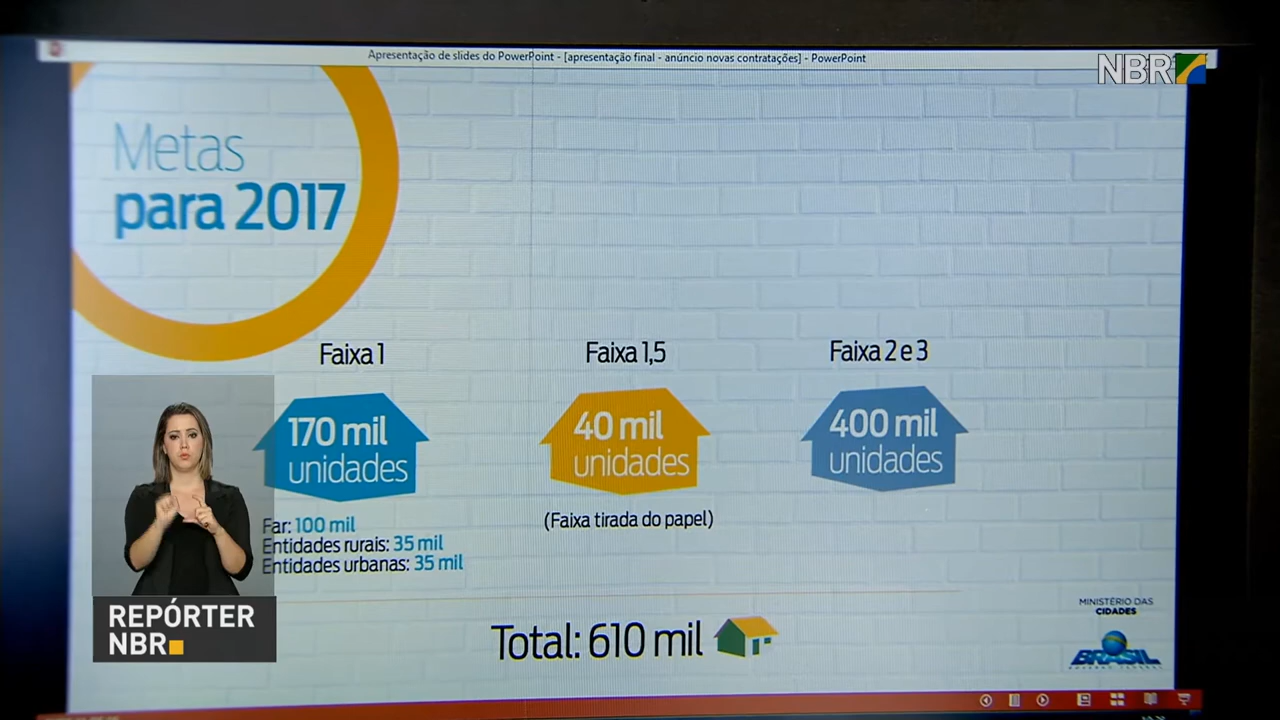 Apresentação de slides do PowerPoint - [apresentação final - anúncio novas contratações] - PowerPoint
NBR
Metas
para 2017
Faixa 1
170 mil
unidades
Far: 100 mil
Entidades rurais: 35 mil
Entidades urbanas: 35 mil
Faixa 1,5
40 mil
unidades
(Faixa tirada do papel)
Faixa 2 e 3
400 mil
unidades
Total: 610 mil
REPÓRTER
NBR
MINISTÉRIO DAS
CIDADES
BRASIL
GOVERNO FEDERAL